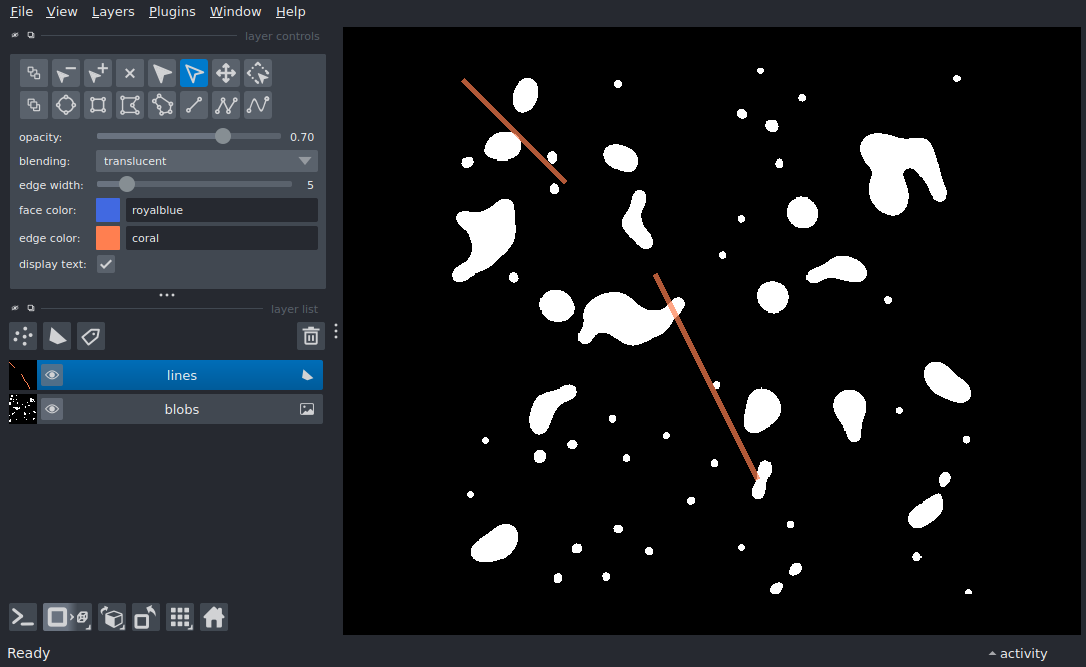 File View Layers Plugins Window Help
layer controls
opacity: 0.70
blending: translucent
edge width: 5
face color: royalblue
edge color: coral
display text:
layer list
lines
blobs
Ready
activity